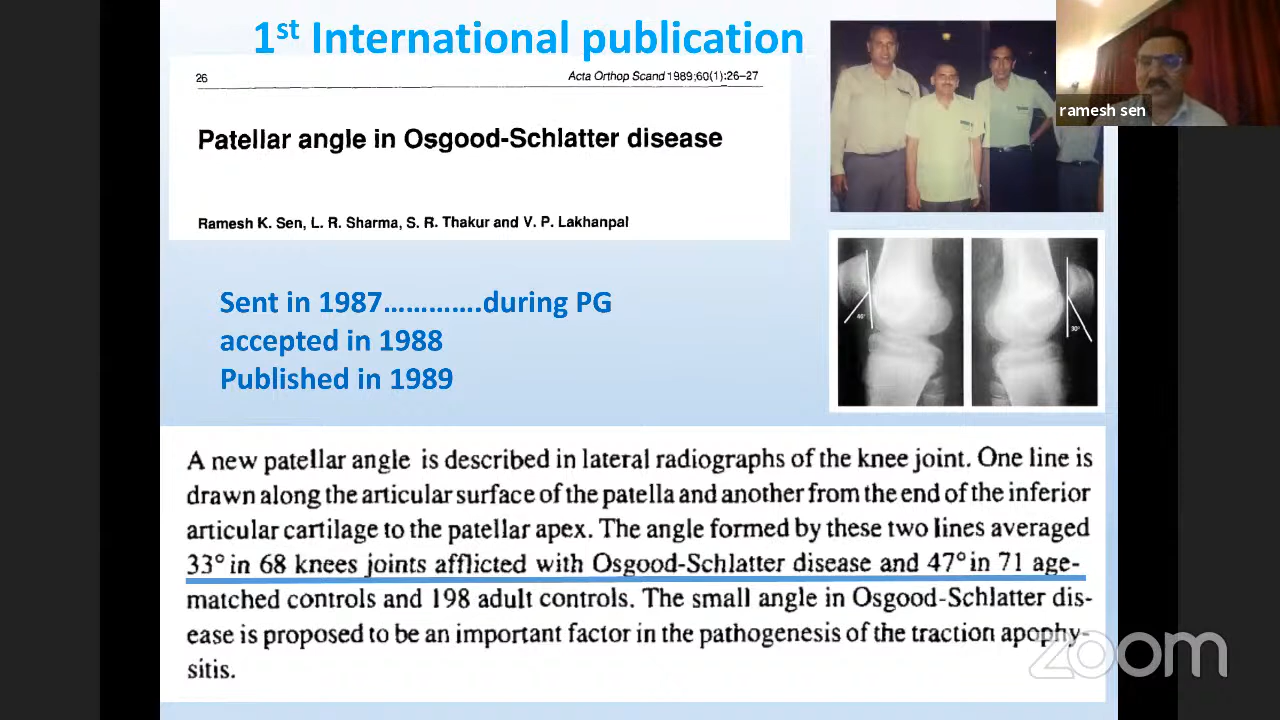 1st International publication
26
Acta Orthop Scand 1989;60(1):26–27
Patellar angle in Osgood-Schlatter disease
Ramesh K. Sen, L. R. Sharma, S. R. Thakur and V. P. Lakhanpal
ramesh sen
Sent in 1987………….during PG
accepted in 1988
Published in 1989
46°
30°
A new patellar angle is described in lateral radiographs of the knee joint. One line is
drawn along the articular surface of the patella and another from the end of the inferior
articular cartilage to the patellar apex. The angle formed by these two lines averaged
33° in 68 knees joints afflicted with Osgood-Schlatter disease and 47° in 71 age-
matched controls and 198 adult controls. The small angle in Osgood-Schlatter dis-
ease is proposed to be an important factor in the pathogenesis of the traction apophy-
sitis.
zoom